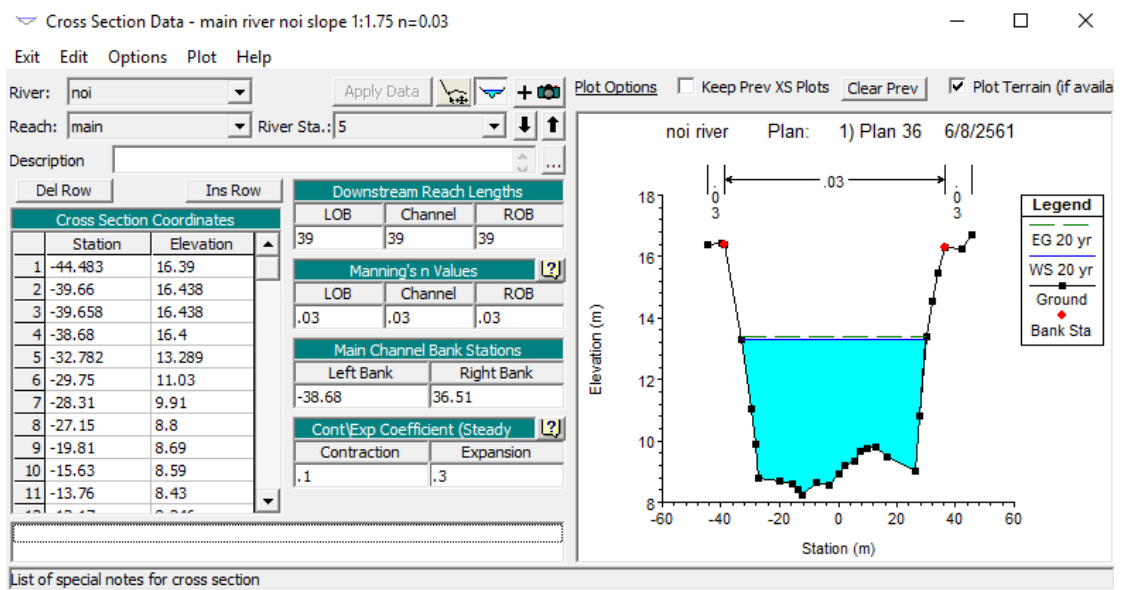 Cross Section Data - main river noi slope 1:1.75 n=0.03
Exit Edit Options Plot Help
River: noi Apply Data + Plot Options Keep Prev XS Plots Clear Prev Plot Terrain (if availa
Reach: main River Sta.: 5
Description ...
Del Row Ins Row
Cross Section Coordinates
Station Elevation
1 -44.483 16.39
2 -39.66 16.438
3 -39.658 16.438
4 -38.68 16.4
5 -32.782 13.289
6 -29.75 11.03
7 -28.31 9.91
8 -27.15 8.8
9 -19.81 8.69
10 -15.63 8.59
11 -13.76 8.43
Downstream Reach Lengths
LOB Channel ROB
39 39 39
Manning's n Values
LOB Channel ROB
.03 .03 .03
Main Channel Bank Stations
Left Bank Right Bank
-38.68 36.51
Cont\Exp Coefficient (Steady
Contraction Expansion
.1 .3
noi river Plan: 1) Plan 36 6/8/2561
.03 .03 .03
18
16
14
12
10
8
Elevation (m)
-60 -40 -20 0 20 40 60
Station (m)
Legend
EG 20 yr
WS 20 yr
Ground
Bank Sta
List of special notes for cross section